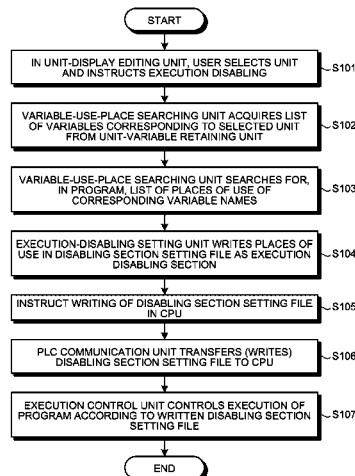 START
IN UNIT-DISPLAY EDITING UNIT, USER SELECTS UNIT
AND INSTRUCTS EXECUTION DISABLING
S101
VARIABLE-USE-PLACE SEARCHING UNIT ACQUIRES LIST
OF VARIABLES CORRESPONDING TO SELECTED UNIT
FROM UNIT-VARIABLE RETAINING UNIT
S102
VARIABLE-USE-PLACE SEARCHING UNIT SEARCHES FOR,
IN PROGRAM, LIST OF PLACES OF USE OF
CORRESPONDING VARIABLE NAMES
S103
EXECUTION-DISABLING SETTING UNIT WRITES PLACES OF
USE IN DISABLING SECTION SETTING FILE AS EXECUTION
DISABLING SECTION
S104
INSTRUCT WRITING OF DISABLING SECTION SETTING FILE
IN CPU
S105
PLC COMMUNICATION UNIT TRANSFERS (WRITES)
DISABLING SECTION SETTING FILE TO CPU
S106
EXECUTION CONTROL UNIT CONTROLS EXECUTION OF
PROGRAM ACCORDING TO WRITTEN DISABLING SECTION
SETTING FILE
S107
END